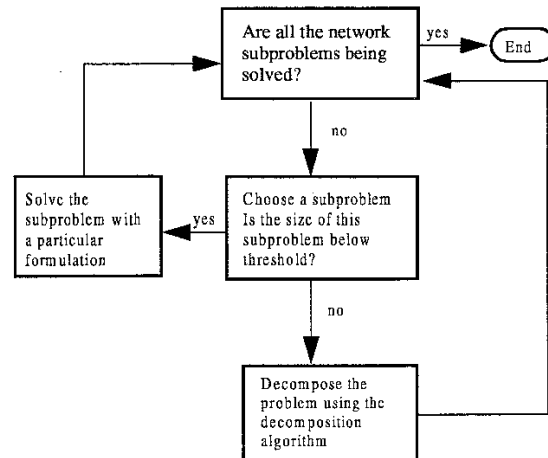 Are all the network
subproblems being
solved?
yes
End
no
Solve the
subproblem with
a particular
formulation
yes
Choose a subproblem
Is the size of this
subproblem below
threshold?
no
Decompose the
problem using the
decomposition
algorithm